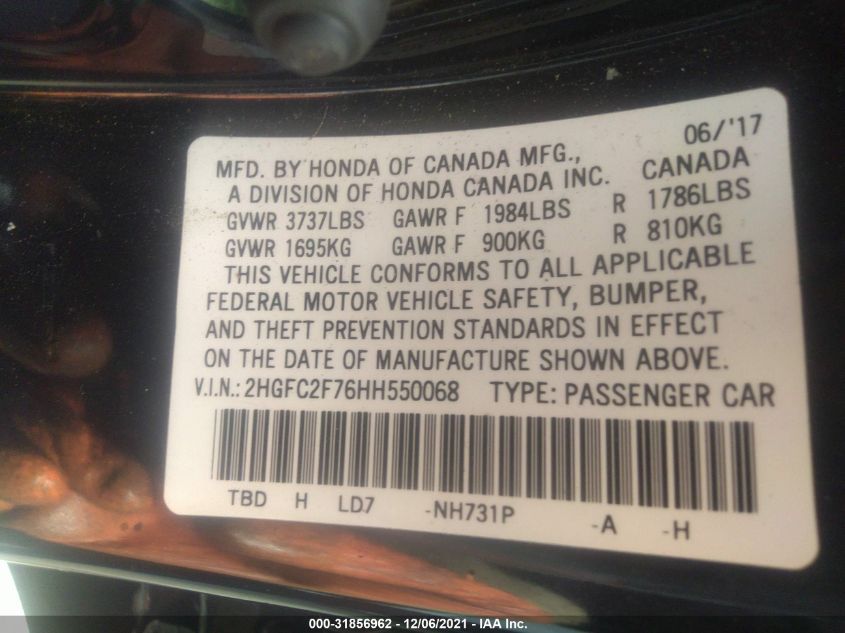 06/'17
MFD. BY HONDA OF CANADA MFG.,
A DIVISION OF HONDA CANADA INC. CANADA
GVWR 3737LBS GAWR F 1984LBS R 1786LBS
GVWR 1695KG GAWR F 900KG R 810KG
THIS VEHICLE CONFORMS TO ALL APPLICABLE
FEDERAL MOTOR VEHICLE SAFETY, BUMPER,
AND THEFT PREVENTION STANDARDS IN EFFECT
ON THE DATE OF MANUFACTURE SHOWN ABOVE.
V.I.N.: 2HGFC2F76HH550068 TYPE: PASSENGER CAR
TBD H LD7 -NH731P -A -H
000-31856962 - 12/06/2021 - IAA Inc.